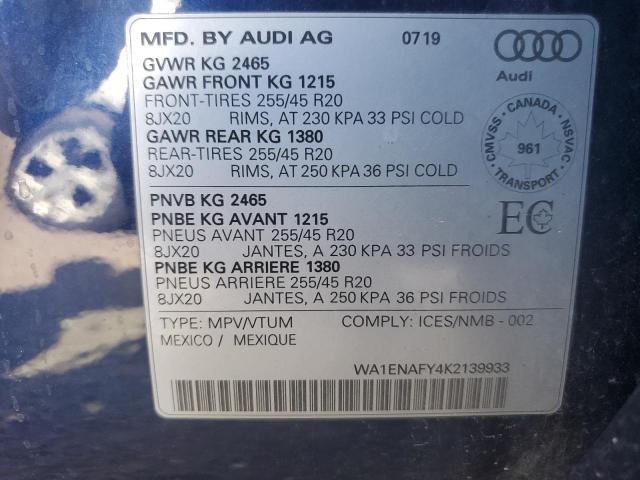 MFD. BY AUDI AG 0719
GVWR KG 2465
GAWR FRONT KG 1215
FRONT-TIRES 255/45 R20
8JX20 RIMS, AT 230 KPA 33 PSI COLD
GAWR REAR KG 1380
REAR-TIRES 255/45 R20
8JX20 RIMS, AT 250 KPA 36 PSI COLD
Audi
CMVSS - CANADA - NSVAC
961
TRANSPORT
PNVB KG 2465
PNBE KG AVANT 1215
PNEUS AVANT 255/45 R20
8JX20 JANTES, A 230 KPA 33 PSI FROIDS
PNBE KG ARRIERE 1380
PNEUS ARRIERE 255/45 R20
8JX20 JANTES, A 250 KPA 36 PSI FROIDS
EC
TYPE: MPV/VTUM COMPLY: ICES/NMB - 002
MEXICO / MEXIQUE
WA1ENAFY4K2139933